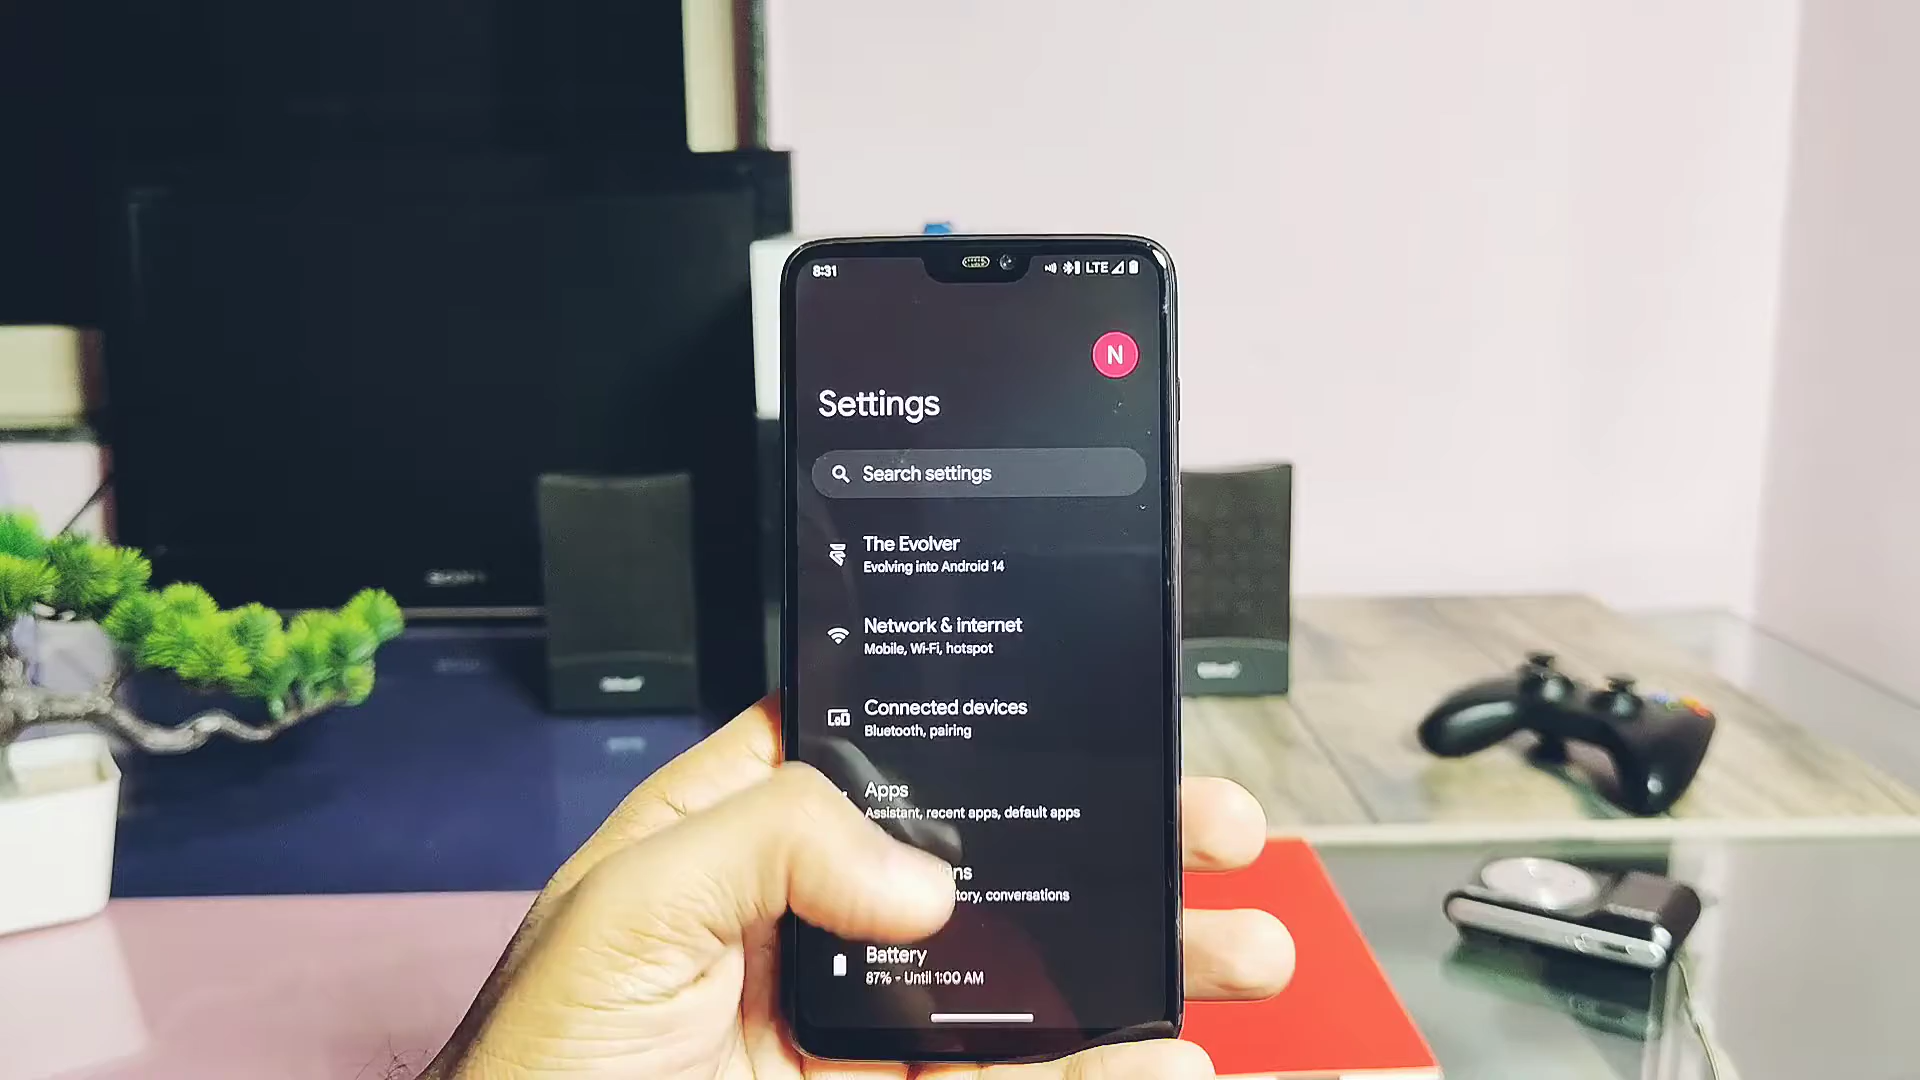 8:31
LTE
N
Settings
Search settings
The Evolver
Evolving into Android 14
Network & internet
Mobile, Wi-Fi, hotspot
Connected devices
Bluetooth, pairing
Apps
Assistant, recent apps, default apps
conversations
Battery
87% - Until 1:00 AM
SONY